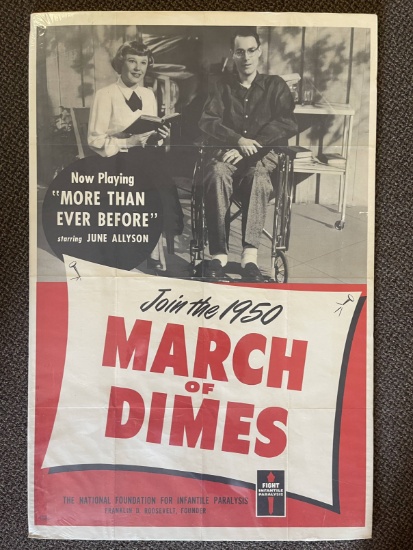 Now Playing
"MORE THAN
EVER BEFORE"
starring JUNE ALLYSON
Join the 1950
MARCH
OF
DIMES
FIGHT
INFANTILE
PARALYSIS
THE NATIONAL FOUNDATION FOR INFANTILE PARALYSIS
FRANKLIN D. ROOSEVELT, FOUNDER